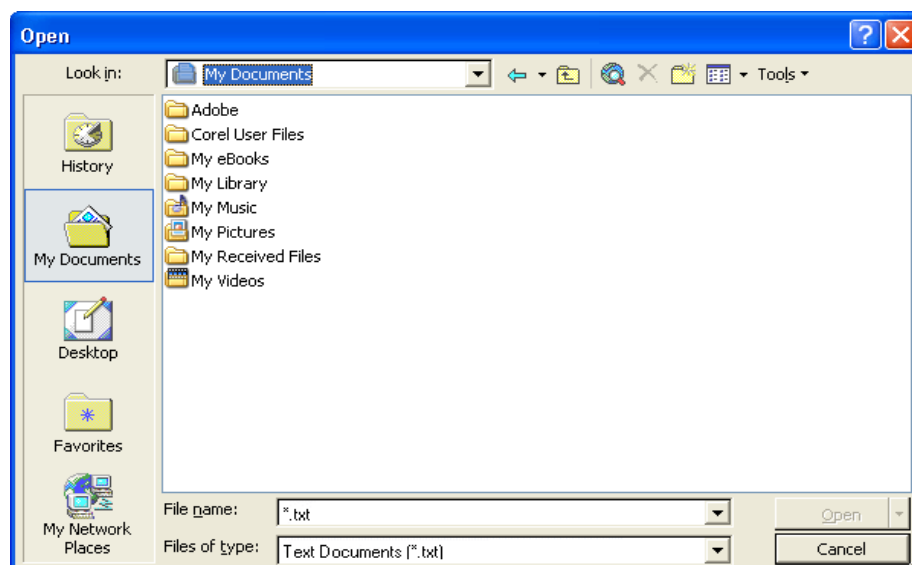 Open
Look in:
My Documents
Tools
Adobe
Corel User Files
My eBooks
My Library
My Music
My Pictures
My Received Files
My Videos
History
My Documents
Desktop
Favorites
My Network
Places
File name:
*.txt
Open
Files of type:
Text Documents (*.txt)
Cancel